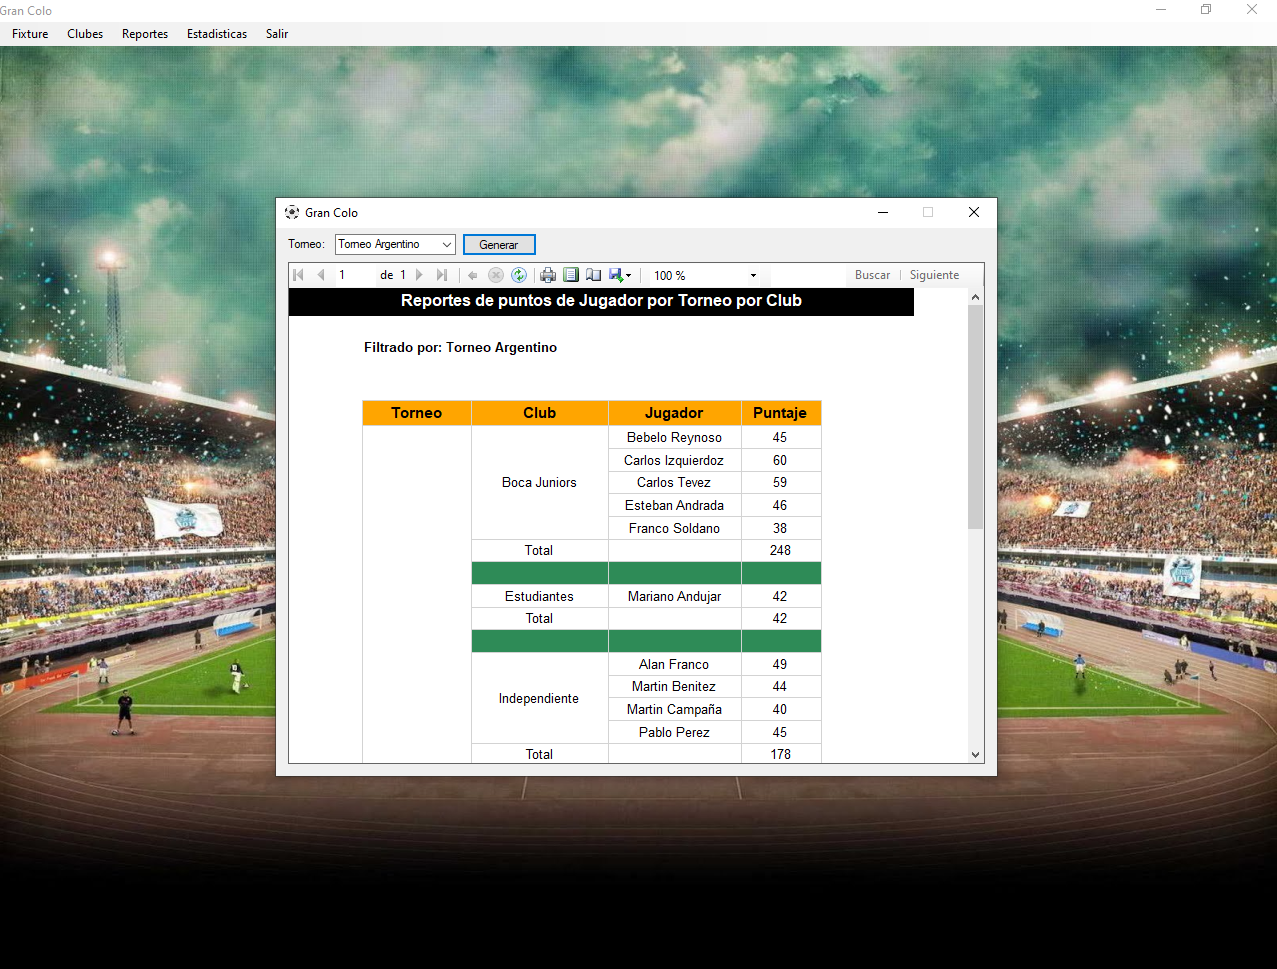 Gran Colo
Fixture Clubes Reportes Estadisticas Salir
Gran Colo
Torneo: Torneo Argentino Generar
1 de 1 100 % Buscar Siguiente
Reportes de puntos de Jugador por Torneo por Club
Filtrado por: Torneo Argentino
Torneo Club Jugador Puntaje
Bebelo Reynoso 45
Carlos Izquierdoz 60
Boca Juniors Carlos Tevez 59
Esteban Andrada 46
Franco Soldano 38
Total 248
Estudiantes Mariano Andujar 42
Total 42
Alan Franco 49
Martin Benitez 44
Independiente
Martin Campaña 40
Pablo Perez 45
Total 178